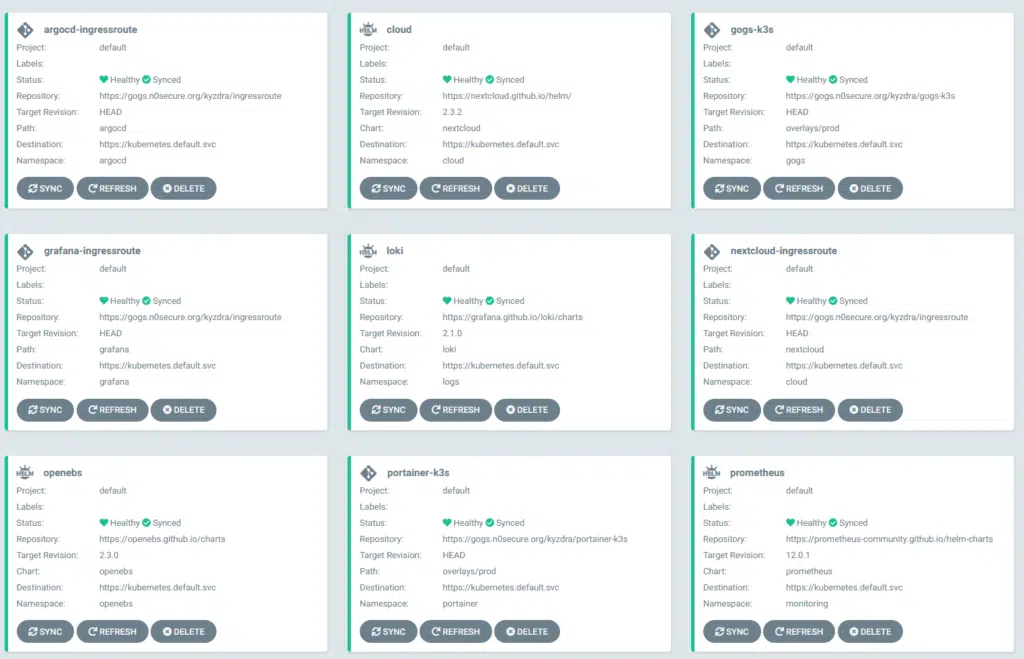 argocd-ingressroute
Project: default
Labels:
Status: Healthy Synced
Repository: https://gogs.n0secure.org/kyzdra/ingressroute
Target Revision: HEAD
Path: argocd
Destination: https://kubernetes.default.svc
Namespace: argocd
SYNC REFRESH DELETE
HELM cloud
Project: default
Labels:
Status: Healthy Synced
Repository: https://nextcloud.github.io/helm/
Target Revision: 2.3.2
Chart: nextcloud
Destination: https://kubernetes.default.svc
Namespace: cloud
SYNC REFRESH DELETE
gogs-k3s
Project: default
Labels:
Status: Healthy Synced
Repository: https://gogs.n0secure.org/kyzdra/gogs-k3s
Target Revision: HEAD
Path: overlays/prod
Destination: https://kubernetes.default.svc
Namespace: gogs
SYNC REFRESH DELETE
grafana-ingressroute
Project: default
Labels:
Status: Healthy Synced
Repository: https://gogs.n0secure.org/kyzdra/ingressroute
Target Revision: HEAD
Path: grafana
Destination: https://kubernetes.default.svc
Namespace: grafana
SYNC REFRESH DELETE
HELM loki
Project: default
Labels:
Status: Healthy Synced
Repository: https://grafana.github.io/loki/charts
Target Revision: 2.1.0
Chart: loki
Destination: https://kubernetes.default.svc
Namespace: logs
SYNC REFRESH DELETE
nextcloud-ingressroute
Project: default
Labels:
Status: Healthy Synced
Repository: https://gogs.n0secure.org/kyzdra/ingressroute
Target Revision: HEAD
Path: nextcloud
Destination: https://kubernetes.default.svc
Namespace: cloud
SYNC REFRESH DELETE
HELM openebs
Project: default
Labels:
Status: Healthy Synced
Repository: https://openebs.github.io/charts
Target Revision: 2.3.0
Chart: openebs
Destination: https://kubernetes.default.svc
Namespace: openebs
SYNC REFRESH DELETE
portainer-k3s
Project: default
Labels:
Status: Healthy Synced
Repository: https://gogs.n0secure.org/kyzdra/portainer-k3s
Target Revision: HEAD
Path: overlays/prod
Destination: https://kubernetes.default.svc
Namespace: portainer
SYNC REFRESH DELETE
HELM prometheus
Project: default
Labels:
Status: Healthy Synced
Repository: https://prometheus-community.github.io/helm-charts
Target Revision: 12.0.1
Chart: prometheus
Destination: https://kubernetes.default.svc
Namespace: monitoring
SYNC REFRESH DELETE